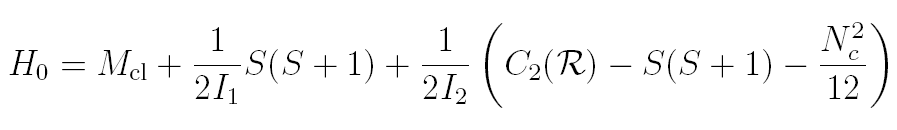 H_0 = M_{\mathrm{cl}} + \frac{1}{2I_1} S(S+1) + \frac{1}{2I_2} \left( C_2(\mathcal{R}) - S(S+1) - \frac{N_c^2}{12} \right)